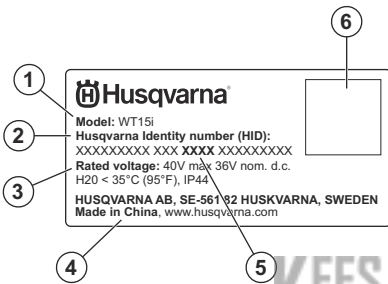 6
1
Husqvarna
Model: WT15i
2
Husqvarna Identity number (HID):
XXXXXXXXX XXX XXXX XXXXXXXXX
3
Rated voltage: 40V max 36V nom. d.c.
H20 < 35°C (95°F), IP44
HUSQVARNA AB, SE-561 82 HUSKVARNA, SWEDEN
Made in China, www.husqvarna.com
4
5
KEES